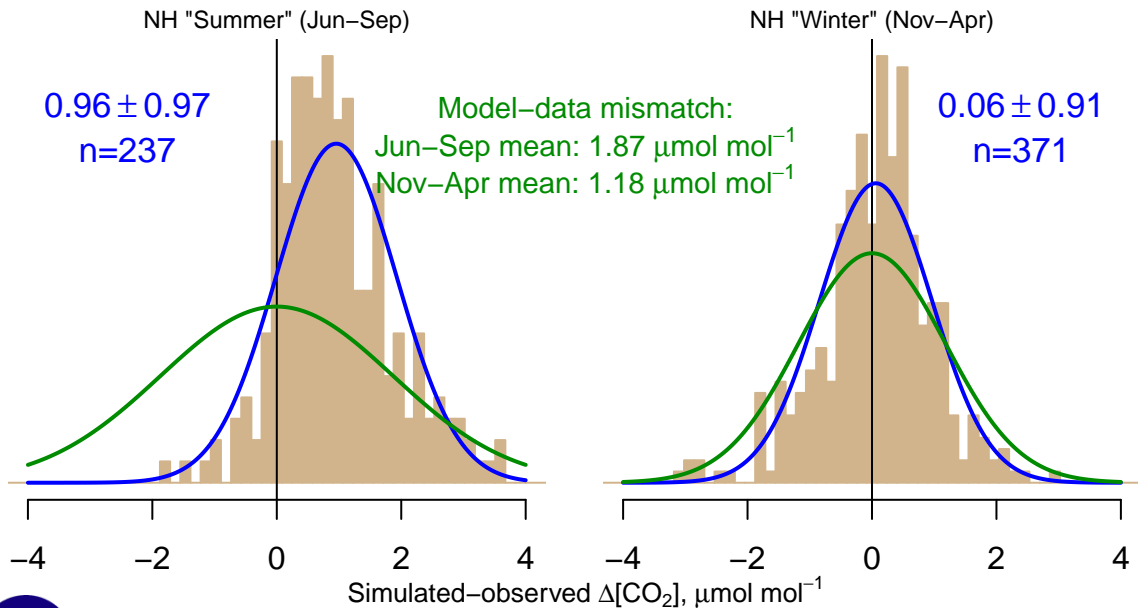 NH "Summer" (Jun−Sep)
NH "Winter" (Nov−Apr)
0.96 ± 0.97
n=237
Model−data mismatch:
Jun−Sep mean: 1.87 μmol mol⁻¹
Nov−Apr mean: 1.18 μmol mol⁻¹
0.06 ± 0.91
n=371
−4 −2 0 2 4
−4 −2 0 2 4
Simulated−observed Δ[CO₂], μmol mol⁻¹